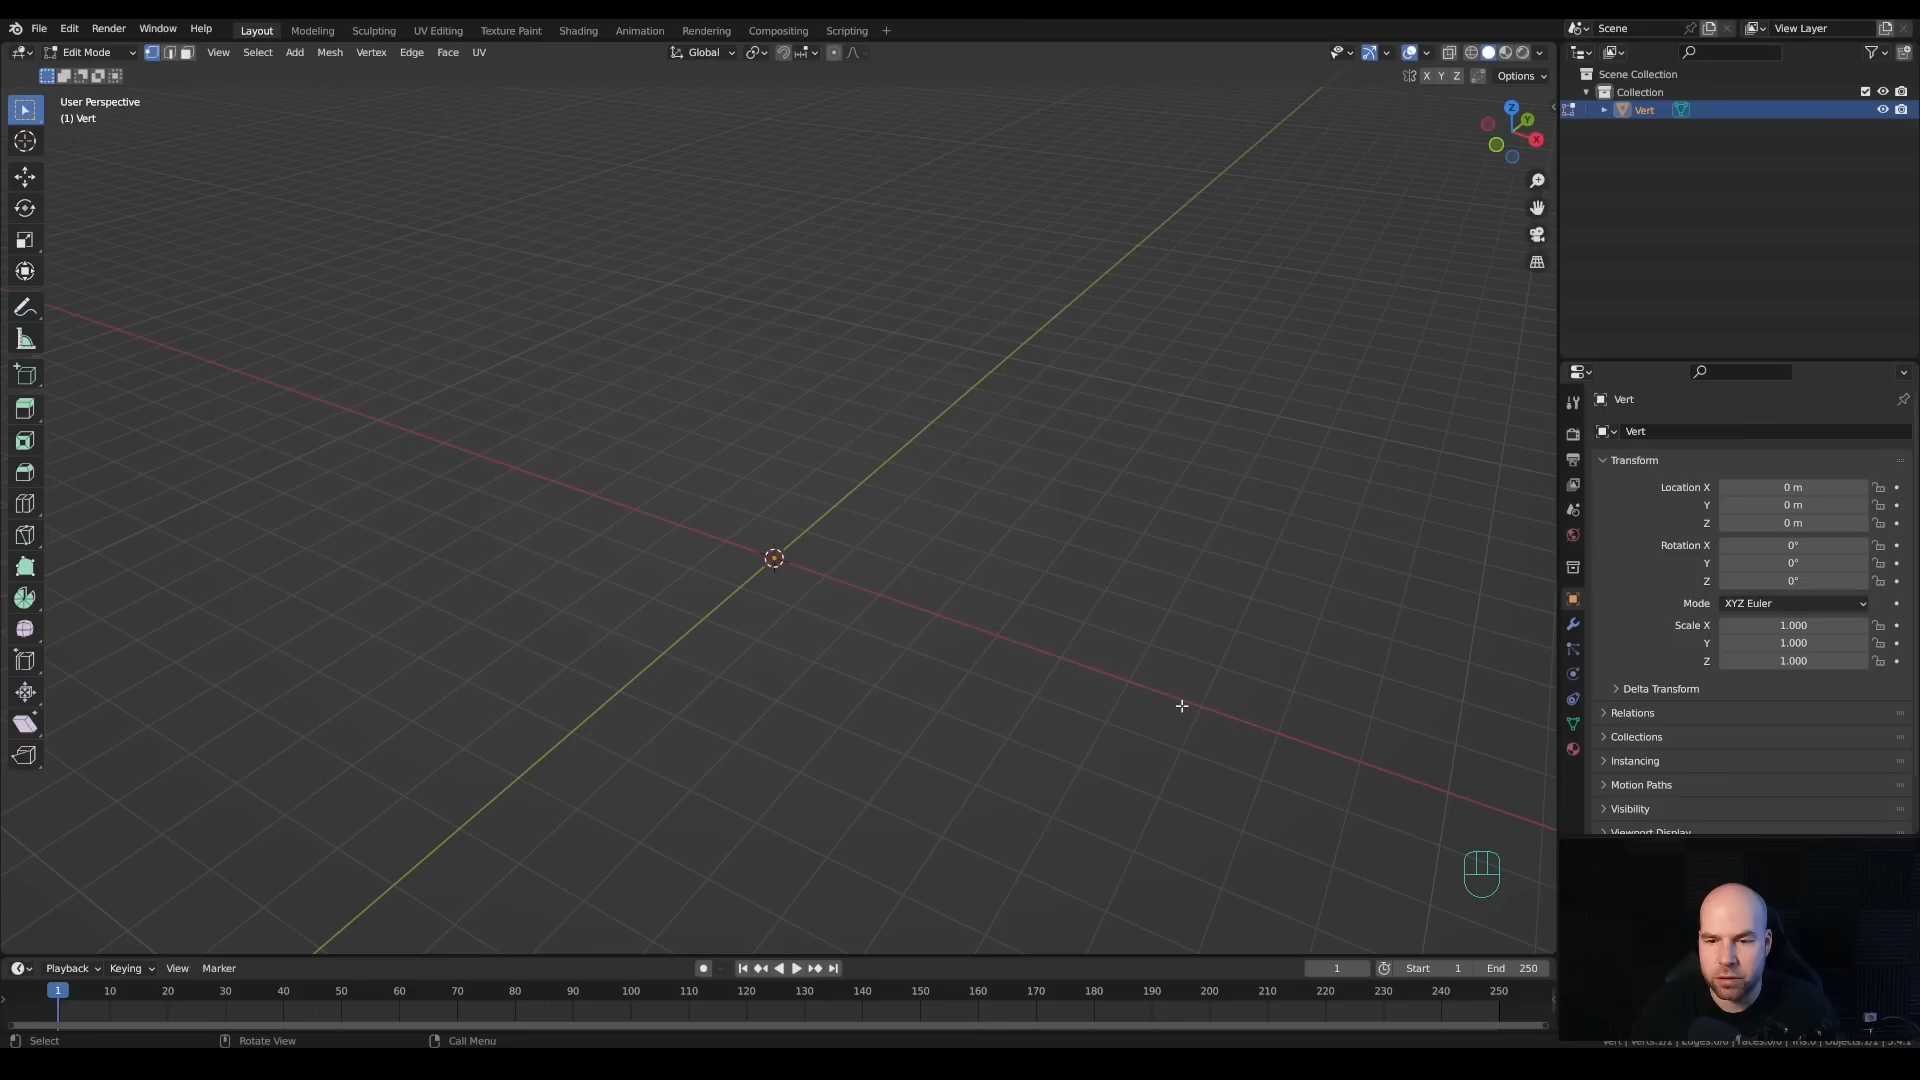 File Edit Render Window Help Layout Modeling Sculpting UV Editing Texture Paint Shading Animation Rendering Compositing Scripting + Scene View Layer
Edit Mode View Select Add Mesh Vertex Edge Face UV Global
X Y Z Options
User Perspective
(1) Vert
Z
Y
X
Scene Collection
Collection
Vert
Vert
Vert
Transform
Location X 0 m
Y 0 m
Z 0 m
Rotation X 0°
Y 0°
Z 0°
Mode XYZ Euler
Scale X 1.000
Y 1.000
Z 1.000
Delta Transform
Relations
Collections
Instancing
Motion Paths
Visibility
Viewport Display
Playback Keying View Marker 1 Start 1 End 250
1 10 20 30 40 50 60 70 80 90 100 110 120 130 140 150 160 170 180 190 200 210 220 230 240 250
Select Rotate View Call Menu